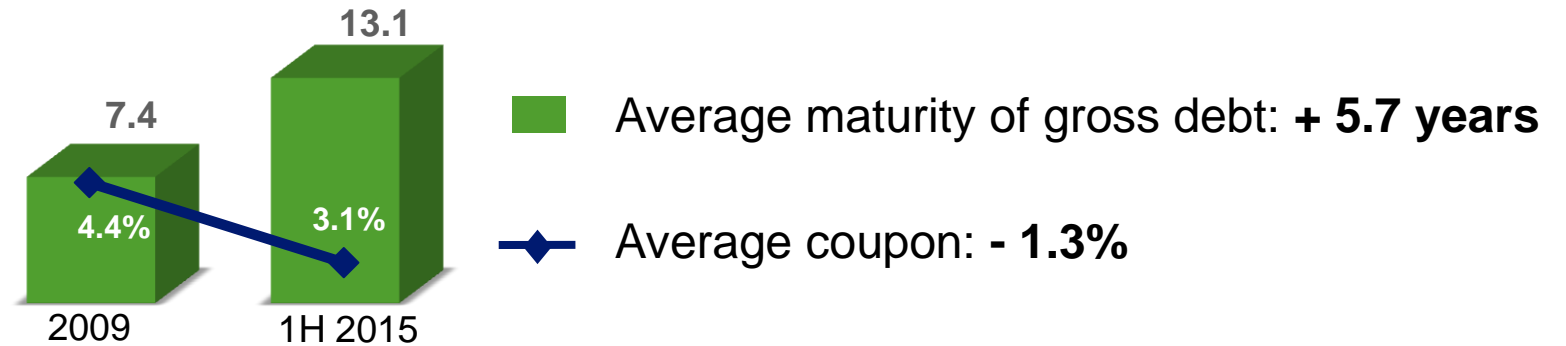 13.1
7.4
4.4%
3.1%
2009
1H 2015
Average maturity of gross debt: + 5.7 years
Average coupon: - 1.3%